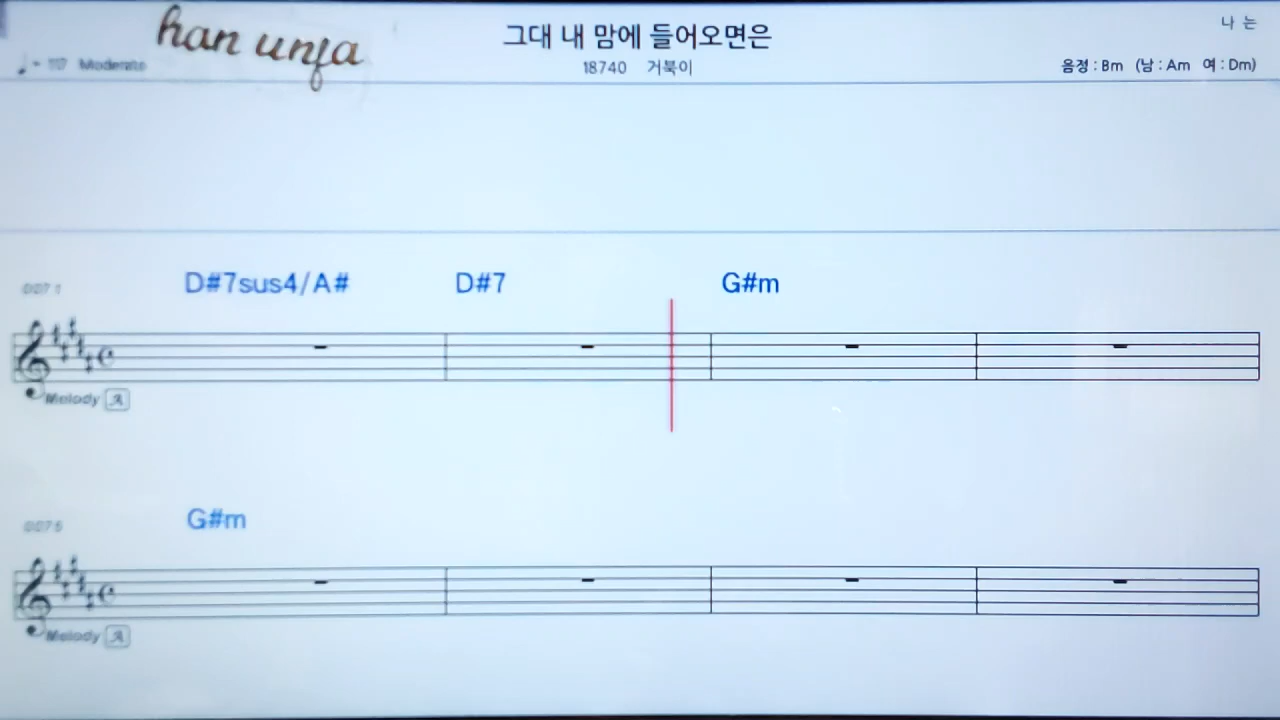 han unfa
그대 내 맘에 들어오면은
나 는
Moderato
18740 거북이
음정 : Bm (남 : Am 여 : Dm)
D#7sus4/A# D#7 G#m
Melody A
G#m
Melody A